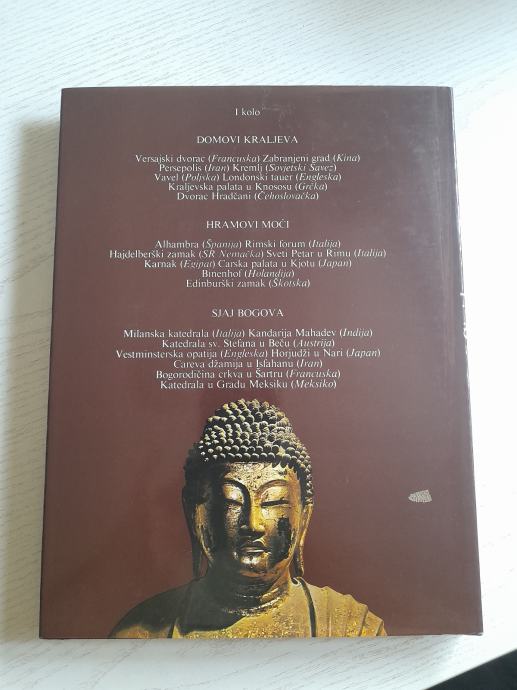 I kolo
DOMOVI KRALJEVA
Versajski dvorac (Francuska) Zabranjeni grad (Kina)
Persepolis (Iran) Kremlj (Sovjetski Savez)
Vavel (Poljska) Londonski tauer (Engleska)
Kraljevska palata u Knososu (Grčka)
Dvorac Hradčani (Čehoslovačka)
HRAMOVI MOĆI
Alhambra (Španija) Rimski forum (Italija)
Hajdelberški zamak (SR Nemačka) Sveti Petar u Rimu (Italija)
Karnak (Egipat) Carska palata u Kjotu (Japan)
Binenhof (Holandija)
Edinburški zamak (Škotska)
SJAJ BOGOVA
Milanska katedrala (Italija) Kandarija Mahadev (Indija)
Katedrala sv. Stefana u Beču (Austrija)
Vestminsterska opatija (Engleska) Horjudži u Nari (Japan)
Careva džamija u Isfahanu (Iran)
Bogorodičina crkva u Šartru (Francuska)
Katedrala u Gradu Meksiku (Meksiko)